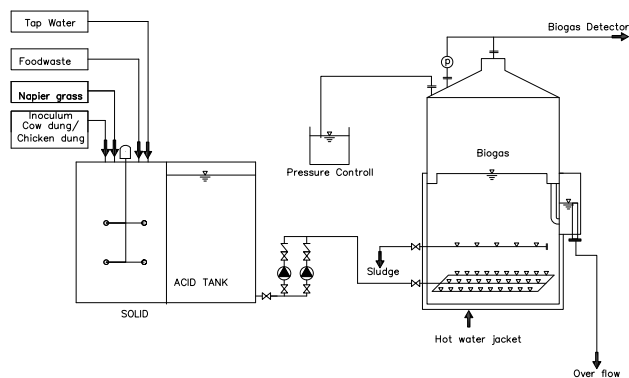 Tap Water
Biogas Detector
Foodwaste
P
Napier grass
Inoculum
Cow dung/
Chicken dung
Biogas
Pressure Controll
Sludge
ACID TANK
SOLID
Hot water jacket
Over flow